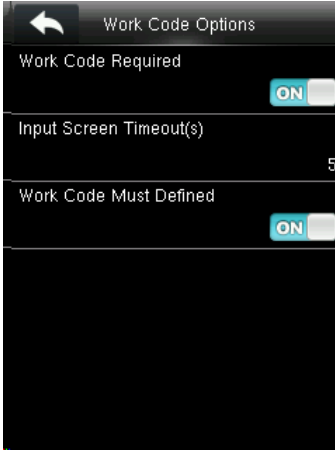 Work Code Options
Work Code Required
ON
Input Screen Timeout(s)
5
Work Code Must Defined
ON